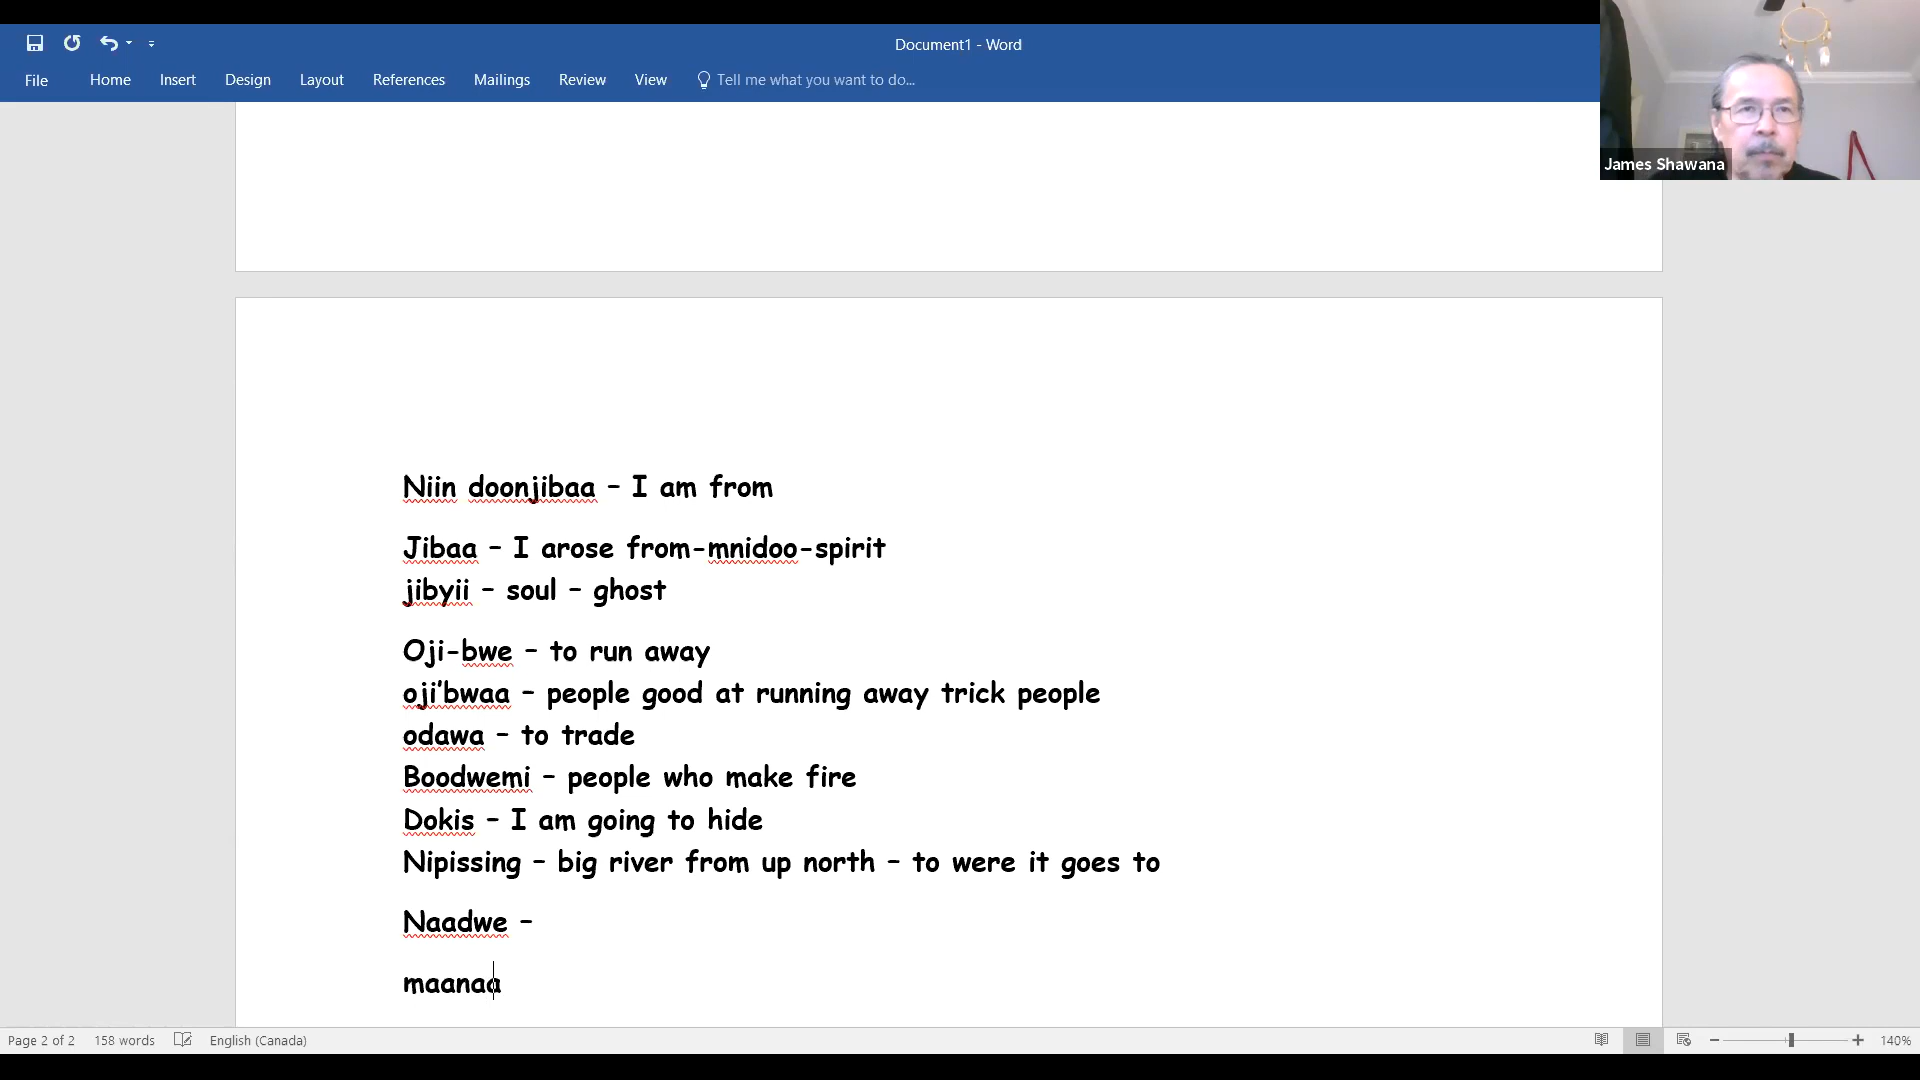 Document1 - Word
File Home Insert Design Layout References Mailings Review View Tell me what you want to do...
James Shawana
Niin doonjibaa – I am from
Jibaa – I arose from-mnidoo-spirit
jibyii – soul – ghost
Oji-bwe – to run away
oji’bwaa – people good at running away trick people
odawa – to trade
Boodwemi – people who make fire
Dokis – I am going to hide
Nipissing – big river from up north – to were it goes to
Naadwe –
maanaa
Page 2 of 2 158 words English (Canada) 140%